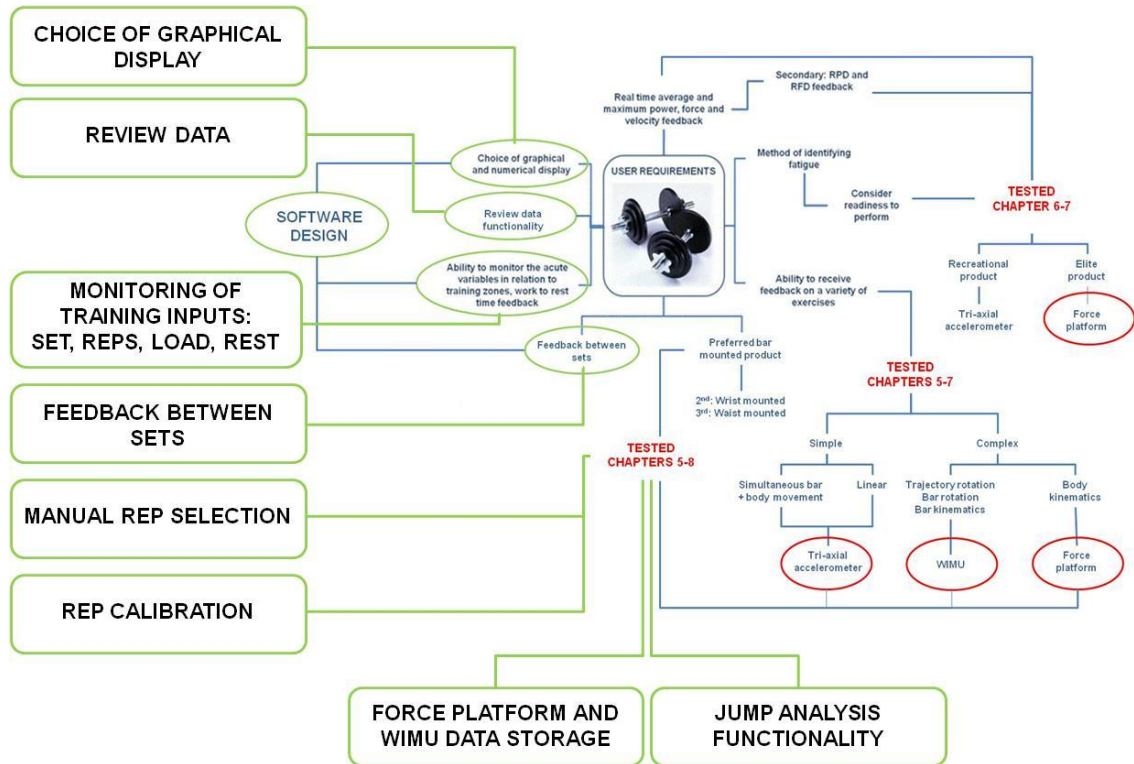 CHOICE OF GRAPHICAL
DISPLAY
REVIEW DATA
MONITORING OF
TRAINING INPUTS:
SET, REPS, LOAD, REST
FEEDBACK BETWEEN
SETS
MANUAL REP SELECTION
REP CALIBRATION
FORCE PLATFORM AND
WIMU DATA STORAGE
JUMP ANALYSIS
FUNCTIONALITY
SOFTWARE
DESIGN
Choice of graphical
and numerical display
Review data
functionality
Ability to monitor the acute
variables in relation to
training zones, work to rest
time feedback
Feedback between
sets
Real time average and
maximum power, force and
velocity feedback
Secondary: RPD and
RFD feedback
USER REQUIREMENTS
Method of identifying
fatigue
Consider
readiness to
perform
TESTED
CHAPTER 6-7
Recreational
product
Elite
product
Tri-axial
accelerometer
Force
platform
Ability to receive
feedback on a variety of
exercises
Preferred bar
mounted product
2nd: Wrist mounted
3rd: Waist mounted
TESTED
CHAPTERS 5-8
TESTED
CHAPTERS 5-7
Simple
Complex
Simultaneous bar
+ body movement
Linear
Trajectory rotation
Bar rotation
Bar kinematics
Body
kinematics
Tri-axial
accelerometer
WIMU
Force
platform